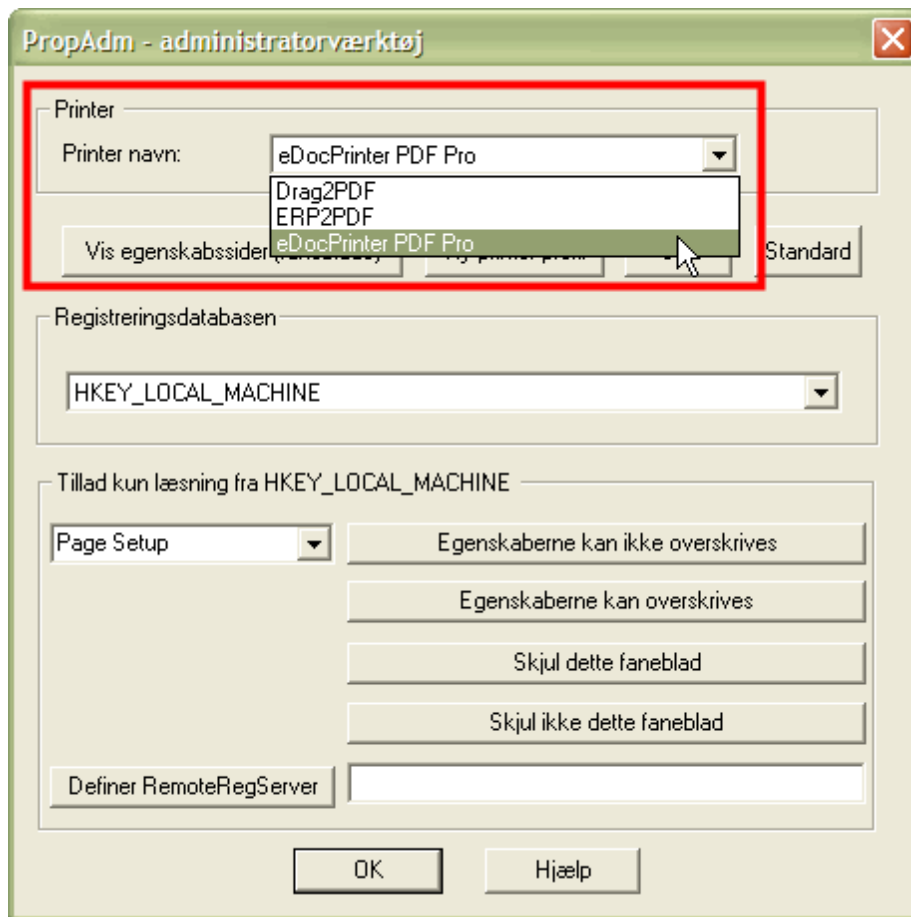 PropAdm - administratorværktøj
Printer
Printer navn:
eDocPrinter PDF Pro
Drag2PDF
ERP2PDF
eDocPrinter PDF Pro
Vis egenskabssider
Standard
Registreringsdatabasen
HKEY_LOCAL_MACHINE
Tillad kun læsning fra HKEY_LOCAL_MACHINE
Page Setup
Egenskaberne kan ikke overskrives
Egenskaberne kan overskrives
Skjul dette faneblad
Skjul ikke dette faneblad
Definer RemoteRegServer
OK
Hjælp